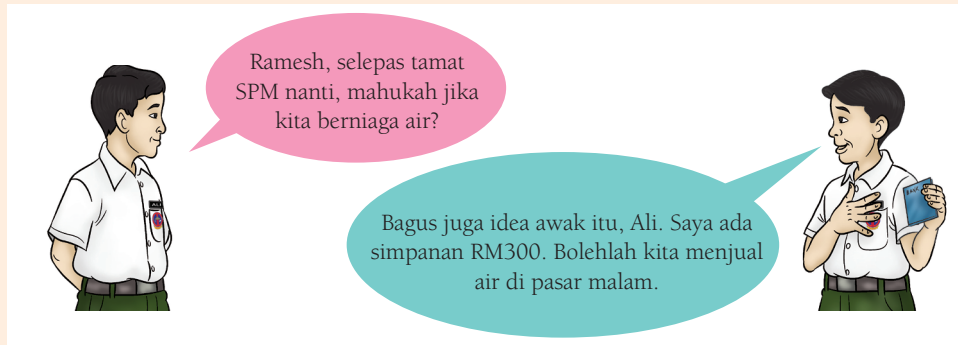 Ramesh, selepas tamat
SPM nanti, mahukah jika
kita berniaga air?
Bagus juga idea awak itu, Ali. Saya ada
simpanan RM300. Bolehlah kita menjual
air di pasar malam.